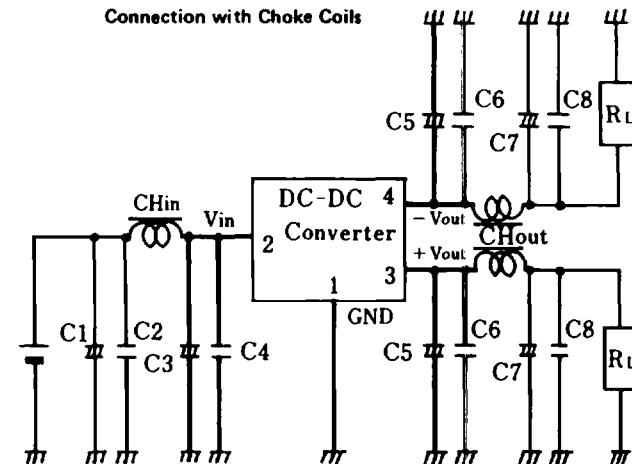 Connection with Choke Coils
C5
C6
C7
C8
RL
CHin
Vin
DC-DC
Converter
4
2
3
1
GND
- Vout
CHout
+ Vout
C1
C2
C3
C4
C5
C6
C7
C8
RL